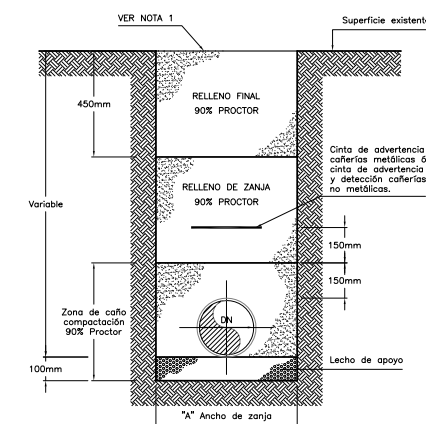 VER NOTA 1
Superficie existente
RELLENO FINAL
90% PROCTOR
450mm
Cinta de advertencia
cañerías metálicas ó
cinta de advertencia
y detección cañerías
no metálicas.
RELLENO DE ZANJA
90% PROCTOR
Variable
150mm
150mm
Zona de caño
compactación
90% Proctor
DN
Lecho de apoyo
100mm
"A" Ancho de zanja